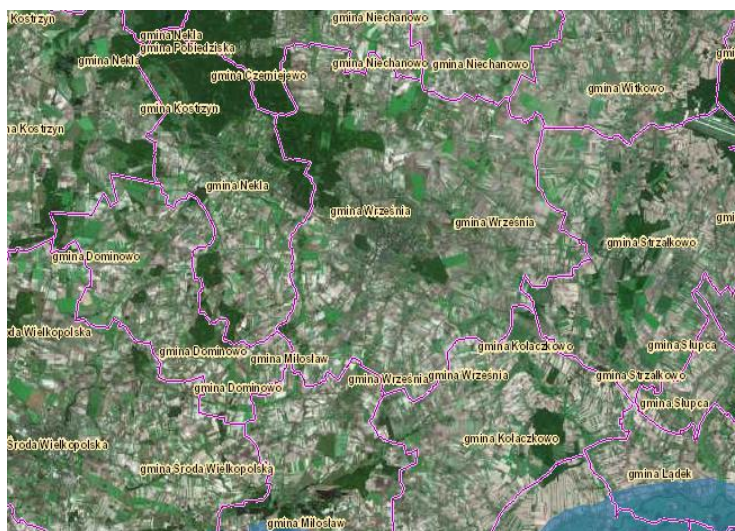 Kostrzyn
gmina Niechanowo
gmina Nekla
gmina Pobiedziska
gmina Nekla
gmina Niechanowo
gmina Niechanowo
gmina Czerniejewo
gmina Witkowo
gmina Kostrzyn
na Kostrzyn
gmina Nekla
gmina Września
gmina Września
gmina Strzałkowo
gmina Dominowo
oda Wielkopolska
gmina Dominowo
gmina Miłosław
gmina Kołaczkowo
gmina Słupca
gmina Września
gmina Września
gmina Strzałkowo
gmina Dominowo
gmina Słupca
Środa Wielkopolska
gmina Kołaczkowo
gmina Środa Wielkopolska
gmina Lądek
gmina Miłosław